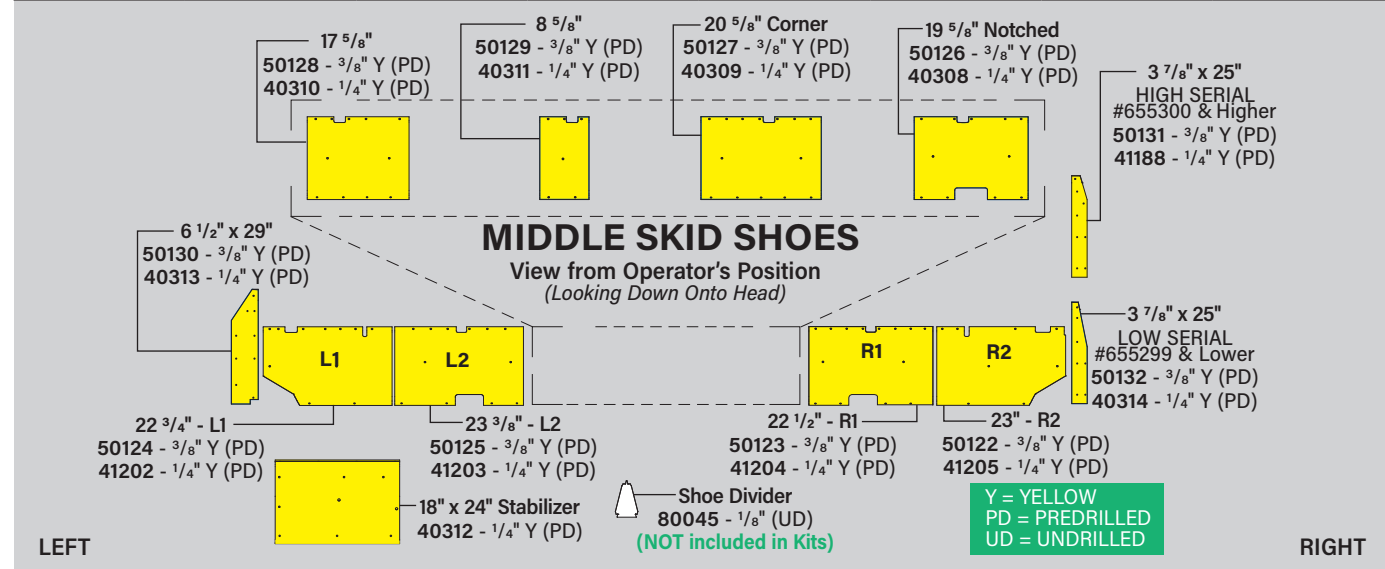 17 5/8"
50128 - 3/8" Y (PD)
40310 - 1/4" Y (PD)
8 5/8"
50129 - 3/8" Y (PD)
40311 - 1/4" Y (PD)
20 5/8" Corner
50127 - 3/8" Y (PD)
40309 - 1/4" Y (PD)
19 5/8" Notched
50126 - 3/8" Y (PD)
40308 - 1/4" Y (PD)
3 7/8" x 25"
HIGH SERIAL
#655300 & Higher
50131 - 3/8" Y (PD)
41188 - 1/4" Y (PD)
6 1/2" x 29"
50130 - 3/8" Y (PD)
40313 - 1/4" Y (PD)
MIDDLE SKID SHOES
View from Operator's Position
(Looking Down Onto Head)
L1
L2
R1
R2
3 7/8" x 25"
LOW SERIAL
#655299 & Lower
50132 - 3/8" Y (PD)
40314 - 1/4" Y (PD)
22 3/4" - L1
50124 - 3/8" Y (PD)
41202 - 1/4" Y (PD)
23 3/8" - L2
50125 - 3/8" Y (PD)
41203 - 1/4" Y (PD)
22 1/2" - R1
50123 - 3/8" Y (PD)
41204 - 1/4" Y (PD)
23" - R2
50122 - 3/8" Y (PD)
41205 - 1/4" Y (PD)
18" x 24" Stabilizer
40312 - 1/4" Y (PD)
Shoe Divider
80045 - 1/8" (UD)
(NOT included in Kits)
Y = YELLOW
PD = PREDRILLED
UD = UNDRILLED
LEFT
RIGHT